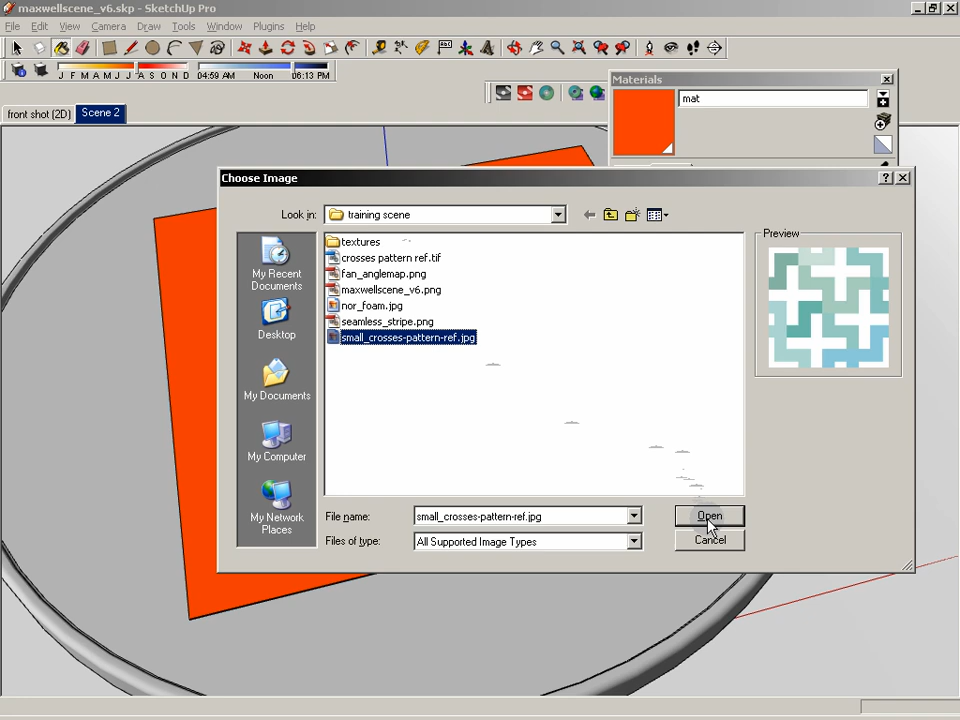 maxwellscene_v6.skp - SketchUp Pro
File Edit View Camera Draw Tools Window Plugins Help
J F M A M J J A S O N D 04:59 AM Noon 06:13 PM
Materials
front shot (2D) Scene 2
mat
Choose Image
Look in: training scene
Preview
My Recent Documents
Desktop
My Documents
My Computer
My Network Places
textures
crosses pattern ref.tif
fan_anglemap.png
maxwellscene_v6.png
nor_foam.jpg
seamless_stripe.png
small_crosses-pattern-ref.jpg
File name: small_crosses-pattern-ref.jpg Open
Files of type: All Supported Image Types Cancel